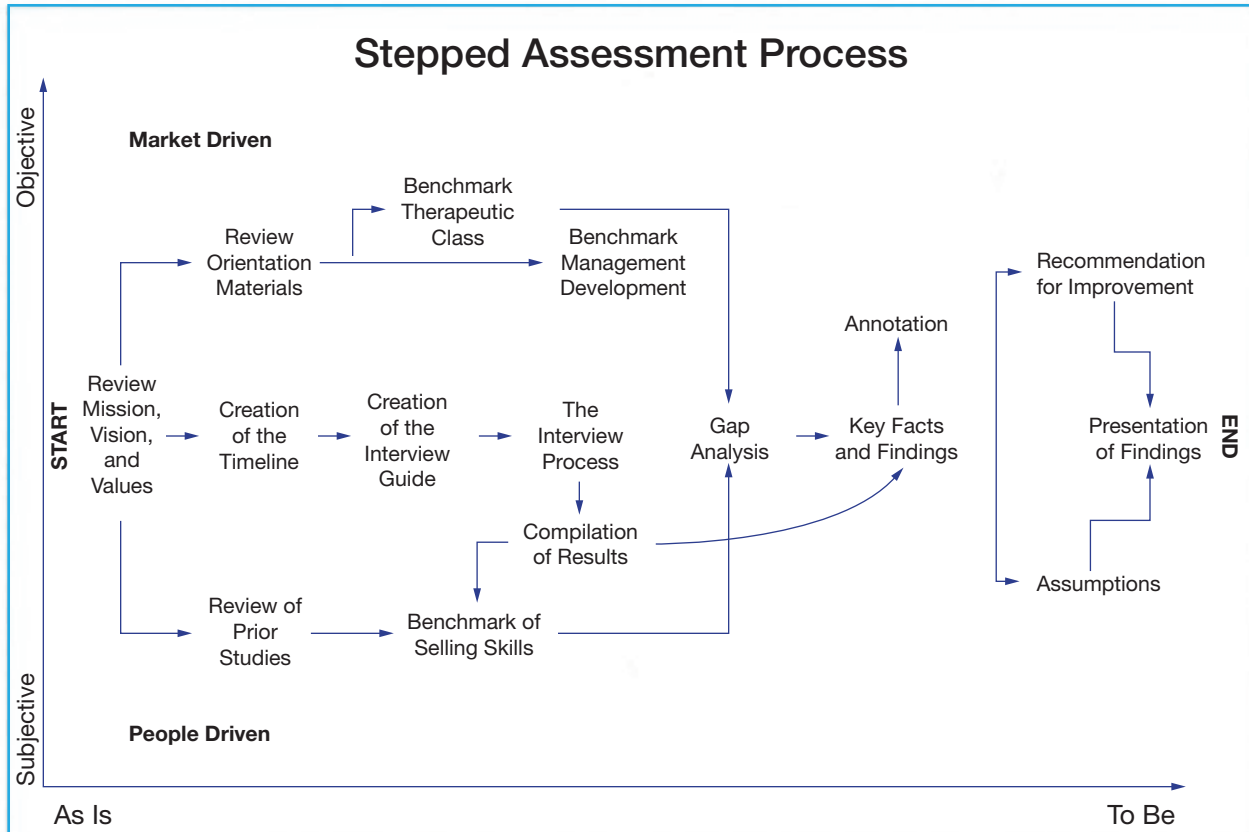 Stepped Assessment Process
Objective
Market Driven
Benchmark
Therapeutic
Class
Review
Orientation
Materials
Benchmark
Management
Development
Recommendation
for Improvement
Annotation
START
Review
Mission,
Vision,
and
Values
Creation
of the
Timeline
Creation
of the
Interview
Guide
The
Interview
Process
Gap
Analysis
Key Facts
and Findings
Presentation
of Findings
END
Compilation
of Results
Assumptions
Review of
Prior
Studies
Benchmark of
Selling Skills
Subjective
People Driven
As Is
To Be